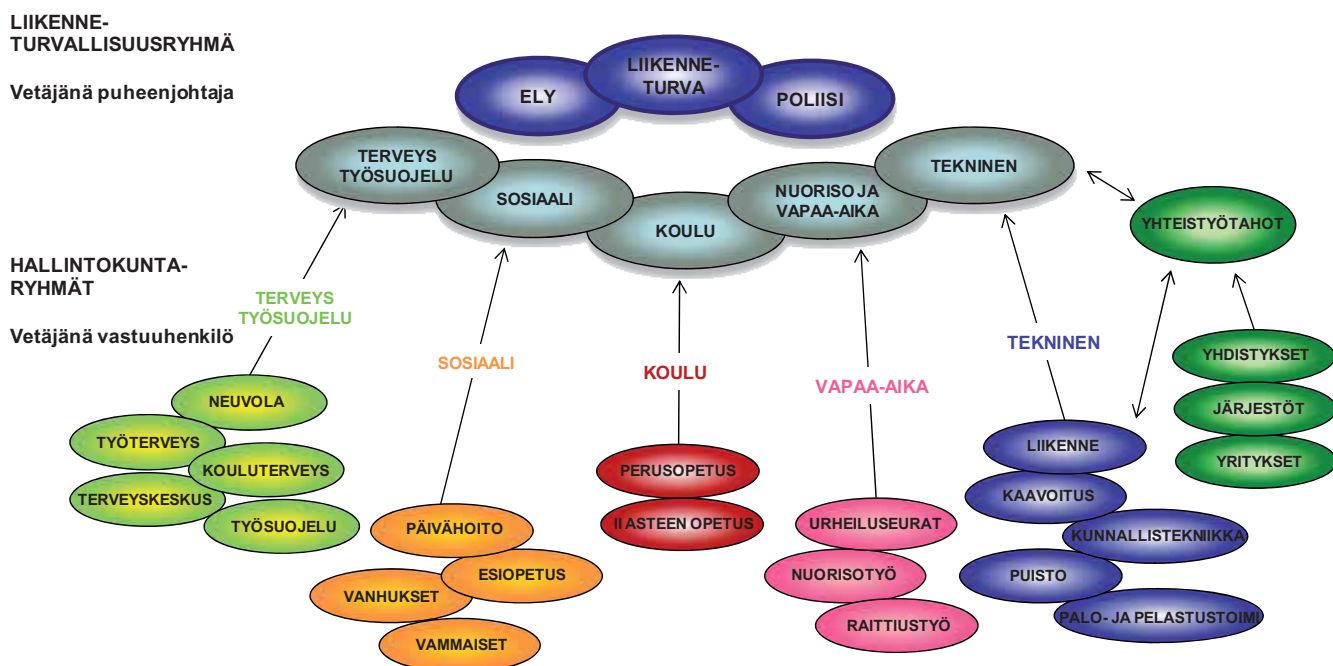 LIIKENNE-
TURVALLISUUSRYHMÄ
Vetäjänä puheenjohtaja
ELY
LIIKENNE-
TURVA
POLIISI
TERVEYS
TYÖSUOJELU
SOSIAALI
KOULU
NUORISO JA
VAPAA-AIKA
TEKNINEN
YHTEISTYÖTAHOT
HALLINTOKUNTA-
RYHMÄT
Vetäjänä vastuuhenkilö
TERVEYS
TYÖSUOJELU
SOSIAALI
KOULU
VAPAA-AIKA
TEKNINEN
NEUVOLA
TYÖTERVEYS
KOULUTERVEYS
TERVEYSKESKUS
TYÖSUOJELU
PÄIVÄHOITO
ESIOPETUS
VANHUKSET
VAMMAISET
PERUSOPETUS
II ASTEEN OPETUS
URHEILUSEURAT
NUORISOTYÖ
RAITTIUSTYÖ
LIIKENNE
KAAVOITUS
KUNNALLISTEKNIIKKA
PUISTO
PALO- JA PELASTUSTOIMI
YHDISTYKSET
JÄRJESTÖT
YRITYKSET